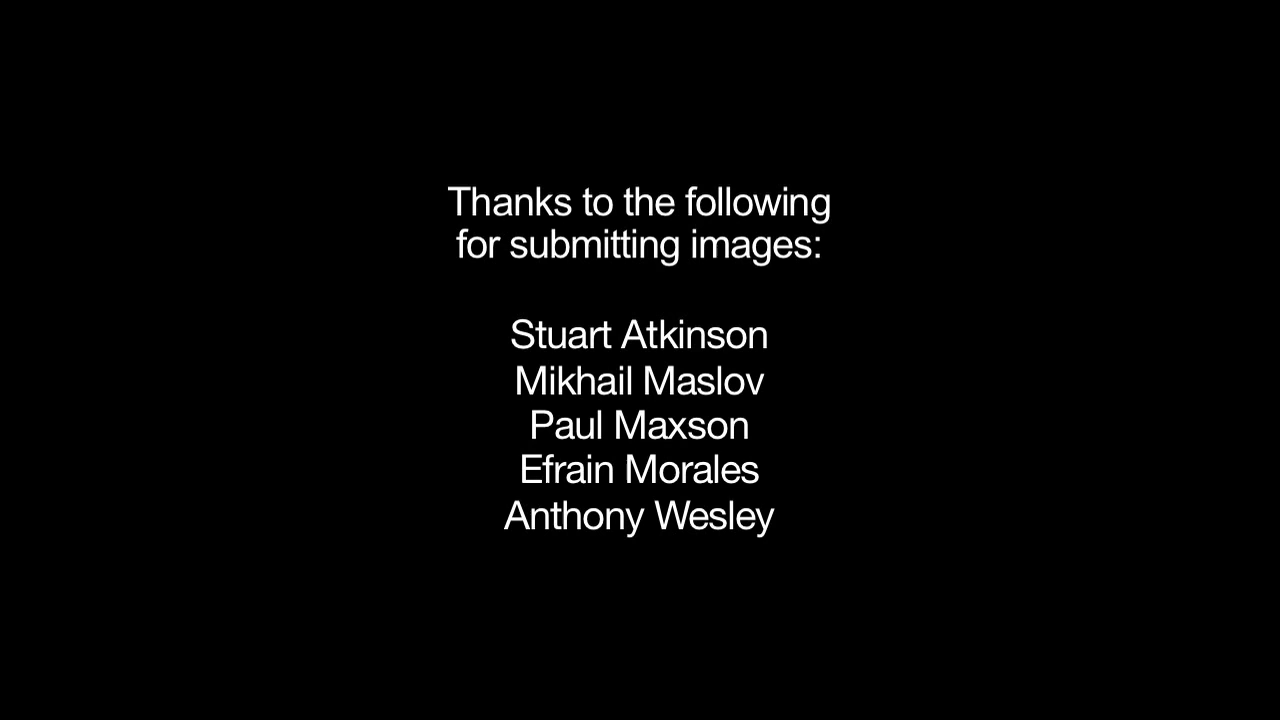 Thanks to the following
for submitting images:
Stuart Atkinson
Mikhail Maslov
Paul Maxson
Efrain Morales
Anthony Wesley